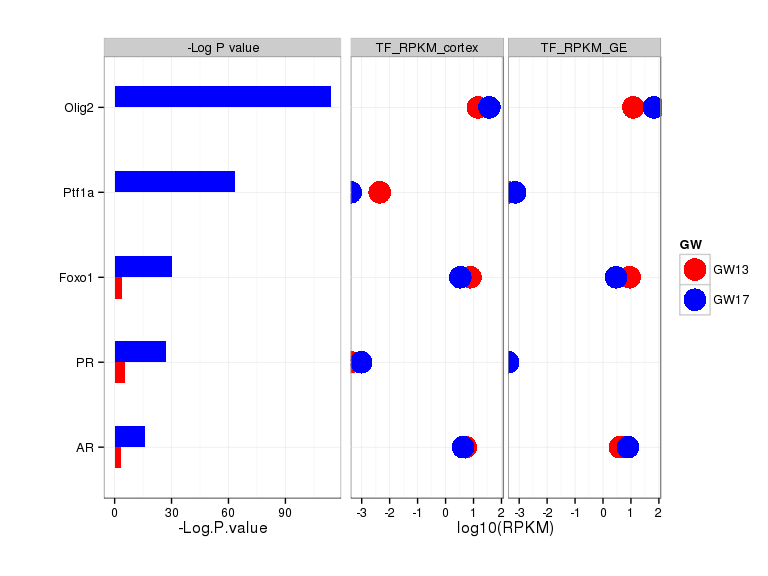 -Log P value
TF_RPKM_cortex
TF_RPKM_GE
Olig2
Ptf1a
Foxo1
PR
AR
GW
GW13
GW17
0 30 60 90
-3 -2 -1 0 1 2
-3 -2 -1 0 1 2
-Log.P.value
log10(RPKM)